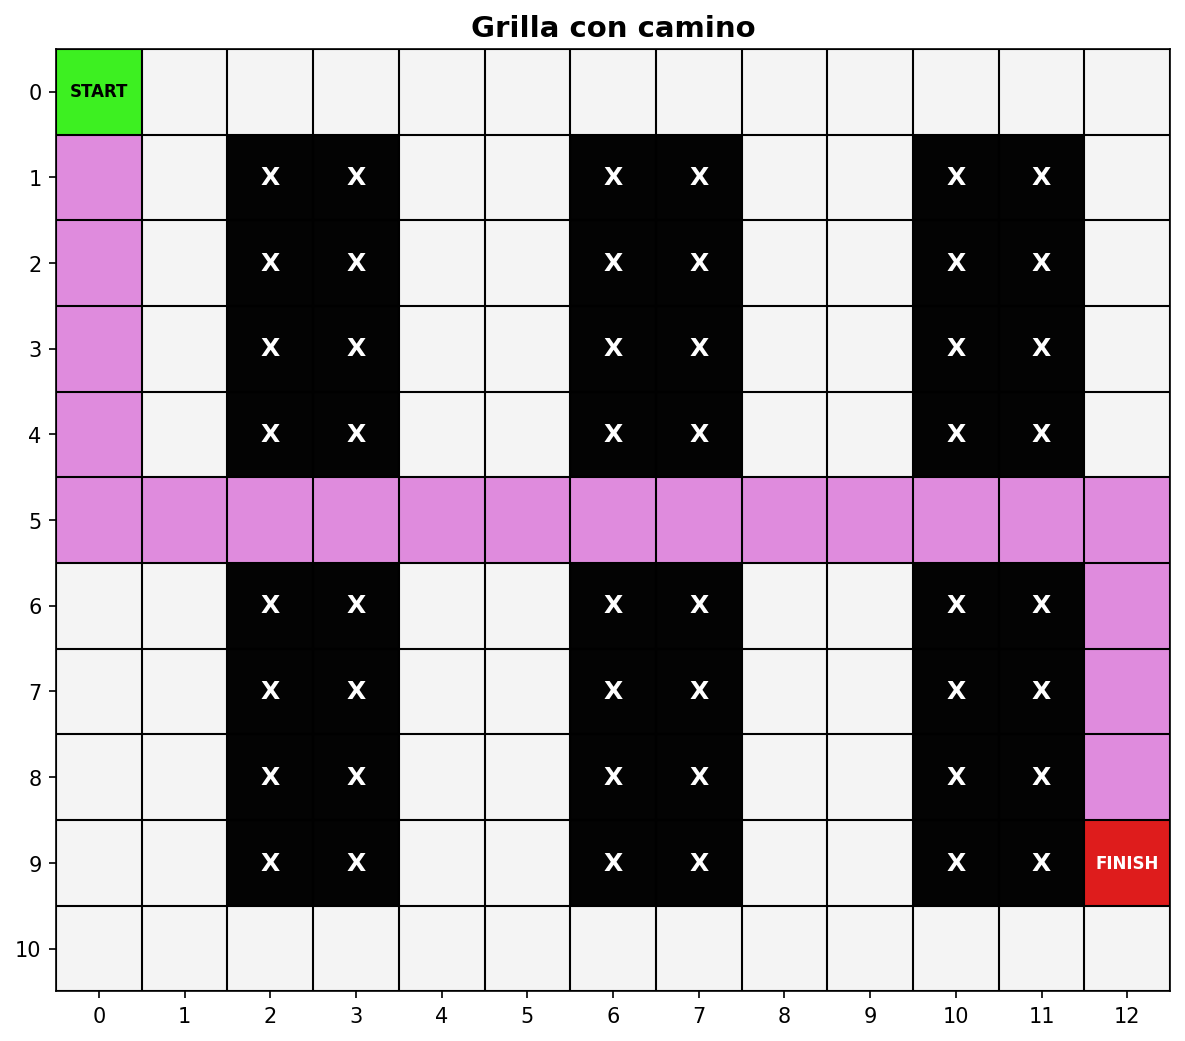 Grilla con camino
0 START
1 X X X X X X
2 X X X X X X
3 X X X X X X
4 X X X X X X
5
6 X X X X X X
7 X X X X X X
8 X X X X X X
9 X X X X X X FINISH
10
0 1 2 3 4 5 6 7 8 9 10 11 12